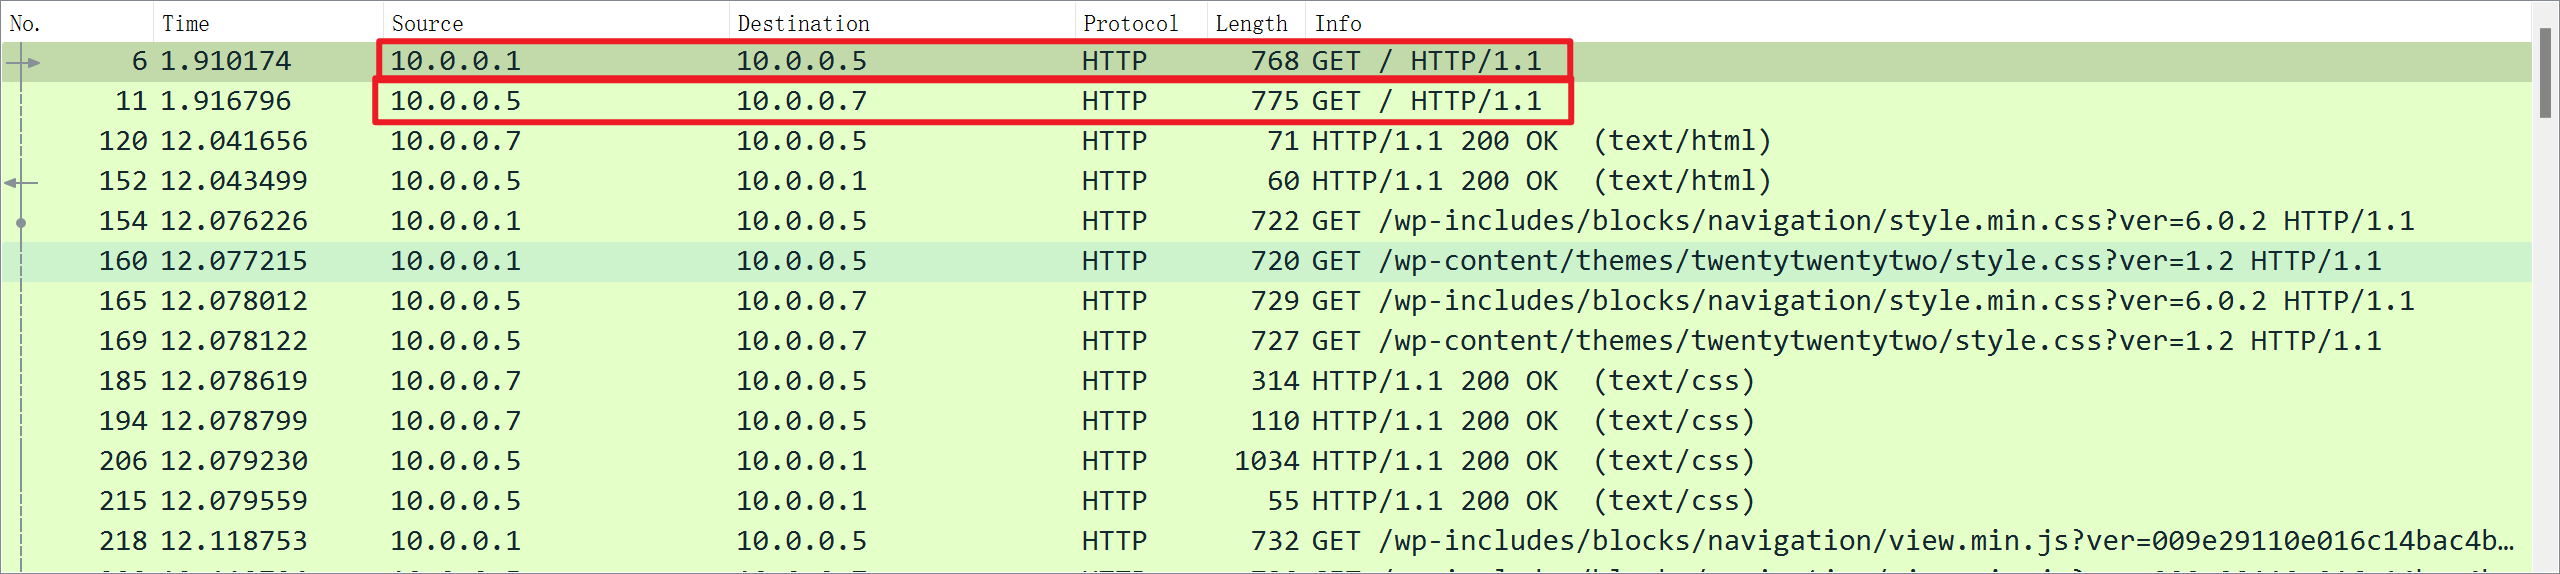 No. Time Source Destination Protocol Length Info
6 1.910174 10.0.0.1 10.0.0.5 HTTP 768 GET / HTTP/1.1
11 1.916796 10.0.0.5 10.0.0.7 HTTP 775 GET / HTTP/1.1
120 12.041656 10.0.0.7 10.0.0.5 HTTP 71 HTTP/1.1 200 OK (text/html)
152 12.043499 10.0.0.5 10.0.0.1 HTTP 60 HTTP/1.1 200 OK (text/html)
154 12.076226 10.0.0.1 10.0.0.5 HTTP 722 GET /wp-includes/blocks/navigation/style.min.css?ver=6.0.2 HTTP/1.1
160 12.077215 10.0.0.1 10.0.0.5 HTTP 720 GET /wp-content/themes/twentytwentytwo/style.css?ver=1.2 HTTP/1.1
165 12.078012 10.0.0.5 10.0.0.7 HTTP 729 GET /wp-includes/blocks/navigation/style.min.css?ver=6.0.2 HTTP/1.1
169 12.078122 10.0.0.5 10.0.0.7 HTTP 727 GET /wp-content/themes/twentytwentytwo/style.css?ver=1.2 HTTP/1.1
185 12.078619 10.0.0.7 10.0.0.5 HTTP 314 HTTP/1.1 200 OK (text/css)
194 12.078799 10.0.0.7 10.0.0.5 HTTP 110 HTTP/1.1 200 OK (text/css)
206 12.079230 10.0.0.5 10.0.0.1 HTTP 1034 HTTP/1.1 200 OK (text/css)
215 12.079559 10.0.0.5 10.0.0.1 HTTP 55 HTTP/1.1 200 OK (text/css)
218 12.118753 10.0.0.1 10.0.0.5 HTTP 732 GET /wp-includes/blocks/navigation/view.min.js?ver=009e29110e016c14bac4b…